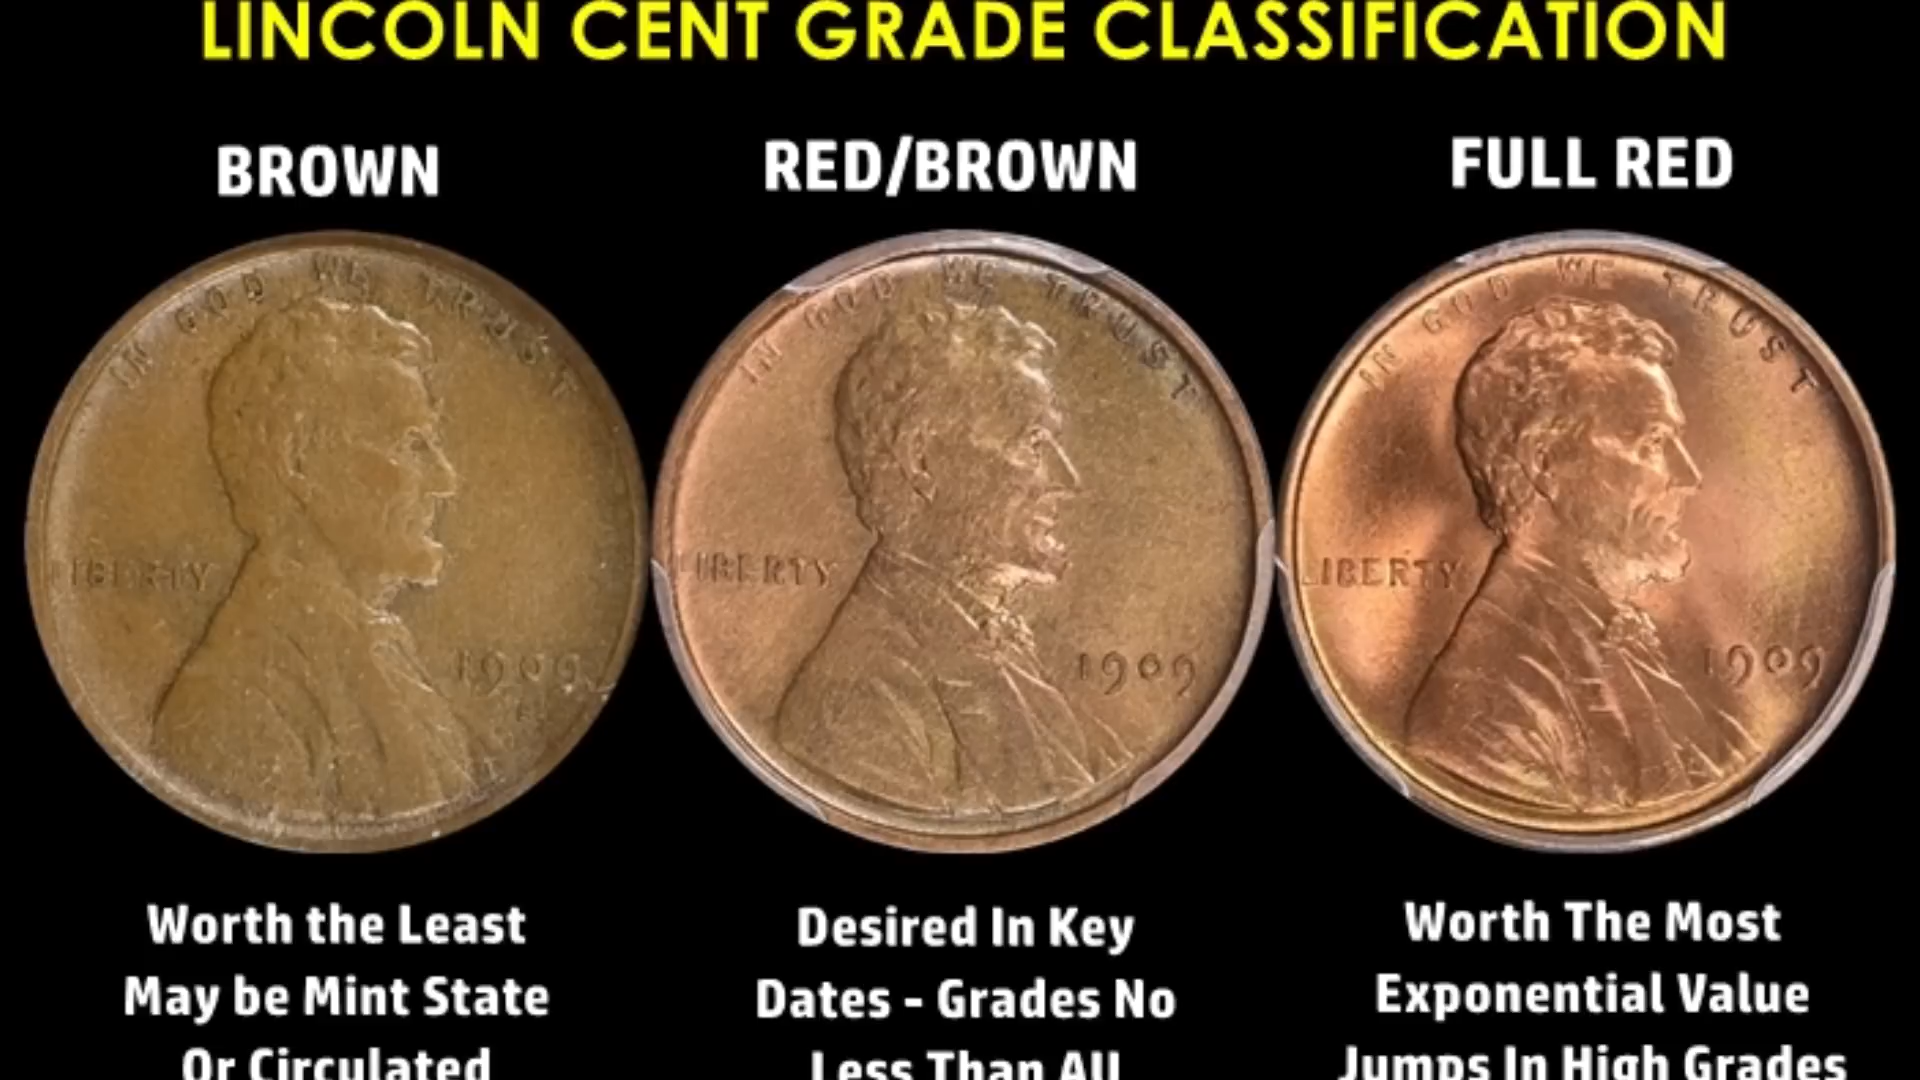 LINCOLN CENT GRADE CLASSIFICATION
BROWN
RED/BROWN
FULL RED
IN GOD WE TRUST
LIBERTY
1909
IN GOD WE TRUST
LIBERTY
1909
IN GOD WE TRUST
LIBERTY
1909
Worth the Least
May be Mint State
Or Circulated
Desired In Key
Dates - Grades No
Less Than All
Worth The Most
Exponential Value
Jumps In High Grades